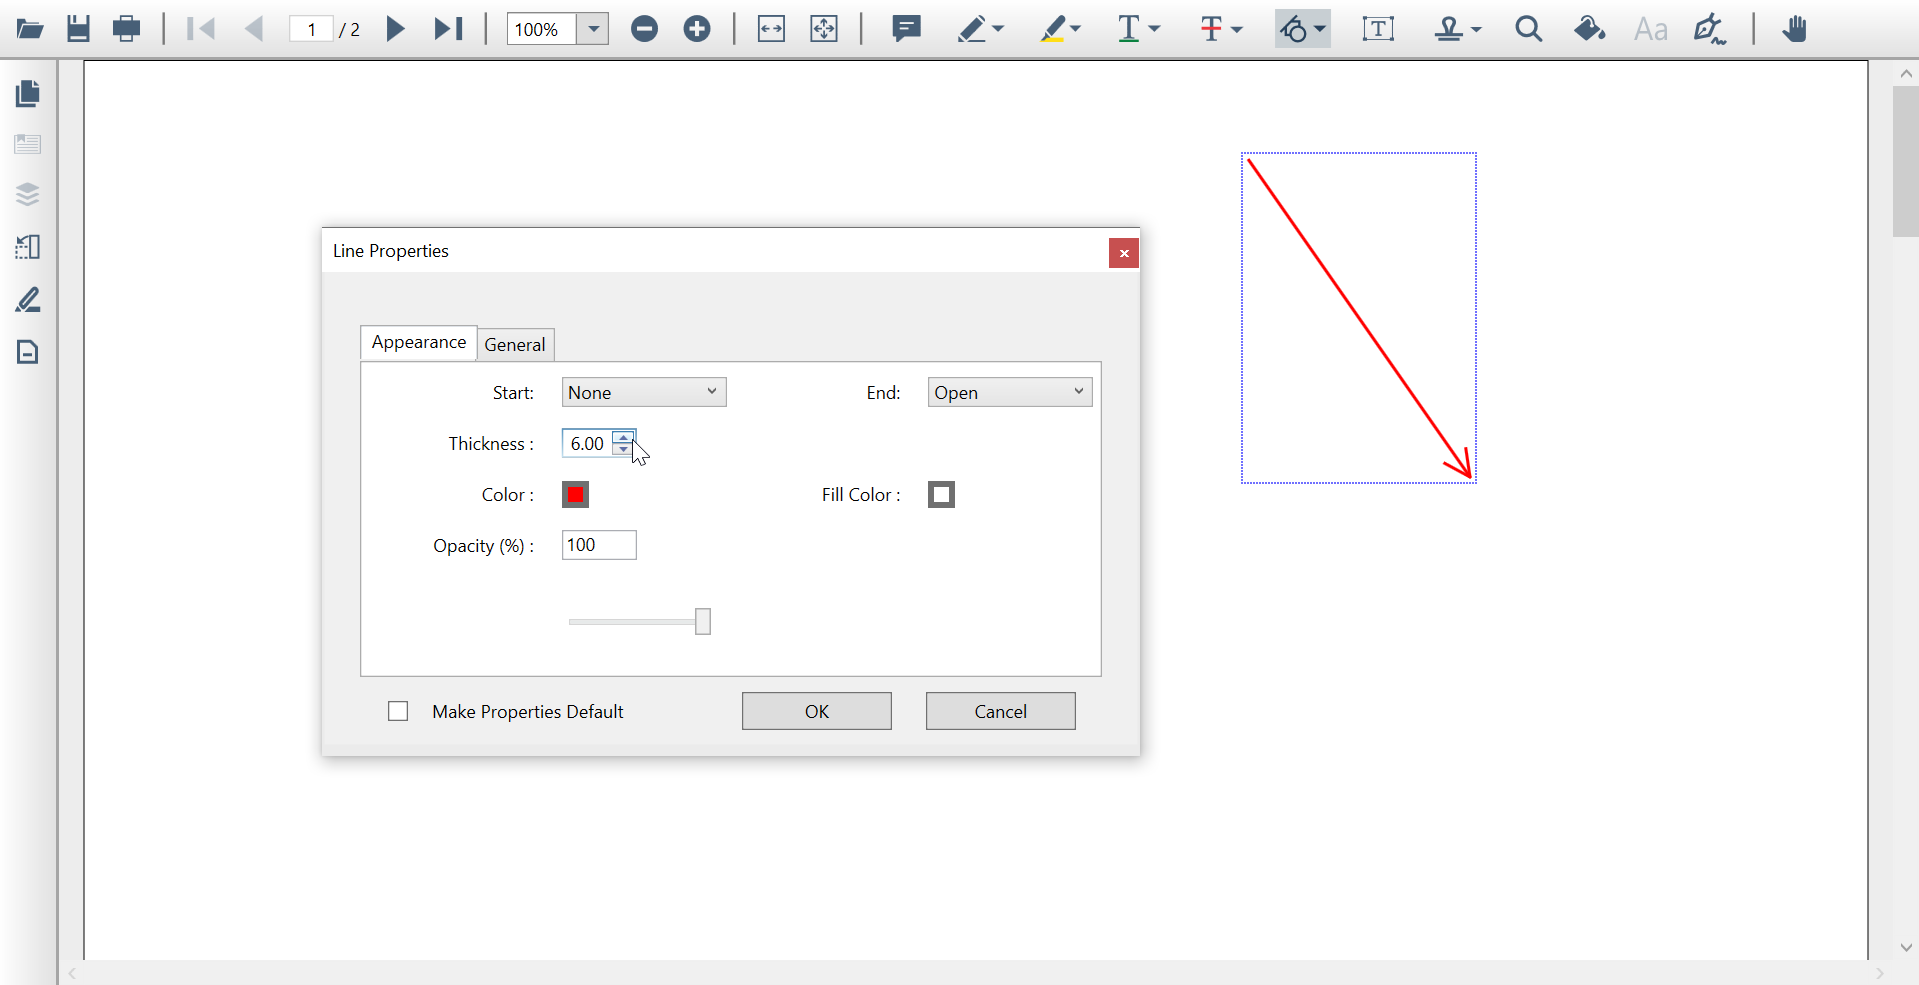 1 / 2 100% T T T Aa
Line Properties
Appearance General
Start: None End: Open
Thickness : 6.00
Color : Fill Color :
Opacity (%) : 100
Make Properties Default OK Cancel